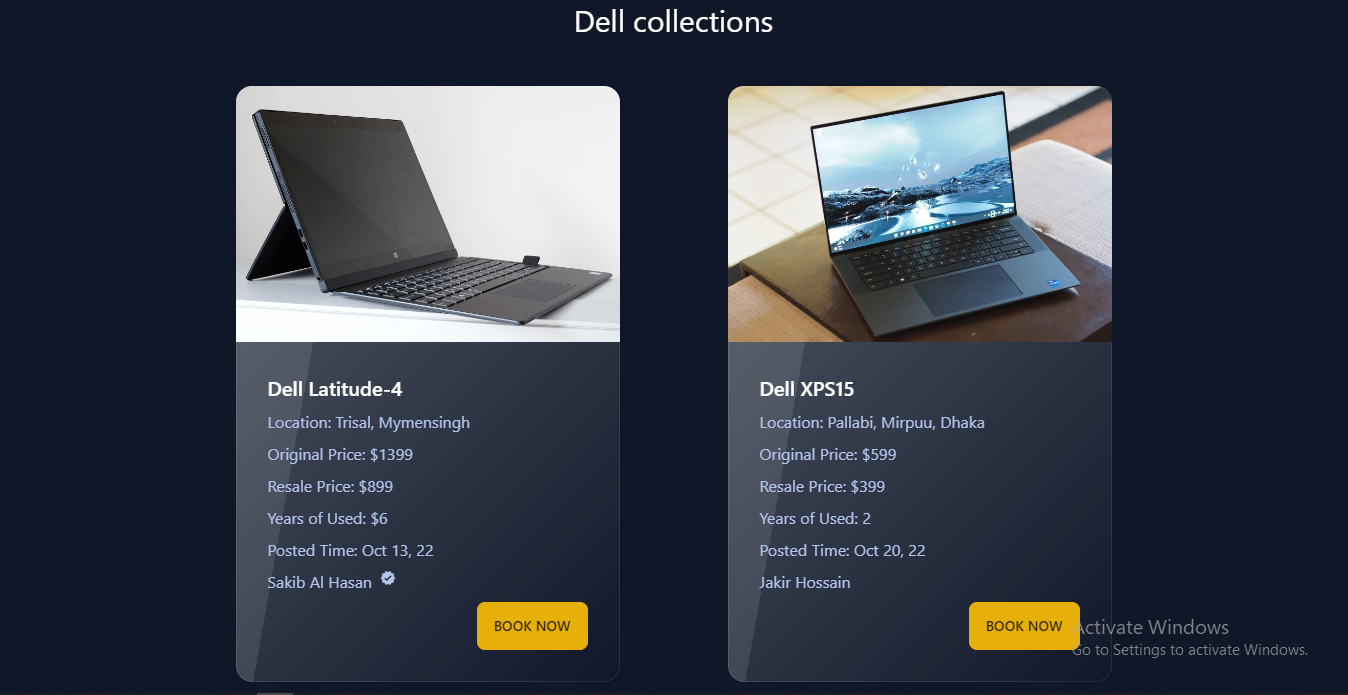 Dell collections
Dell Latitude-4
Location: Trisal, Mymensingh
Original Price: $1399
Resale Price: $899
Years of Used: $6
Posted Time: Oct 13, 22
Sakib Al Hasan
BOOK NOW
Dell XPS15
Location: Pallabi, Mirpuu, Dhaka
Original Price: $599
Resale Price: $399
Years of Used: 2
Posted Time: Oct 20, 22
Jakir Hossain
BOOK NOW
Activate Windows
Go to Settings to activate Windows.